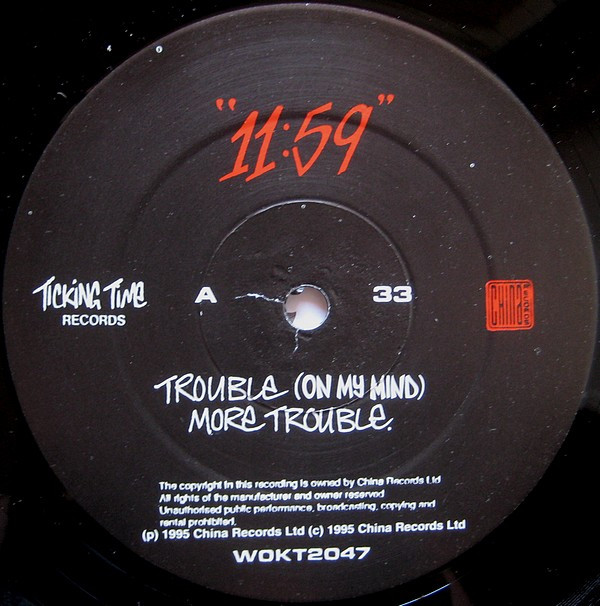 "11:59"
TICKING TIME
RECORDS
A
33
CHINA
RECORDS
TROUBLE (ON MY MIND)
MORE TROUBLE.
The copyright in this recording is owned by China Records Ltd
All rights of the manufacturer and owner reserved
Unauthorised public performance, broadcasting, copying and
rental prohibited.
(p) 1995 China Records Ltd (c) 1995 China Records Ltd
WOKT2047